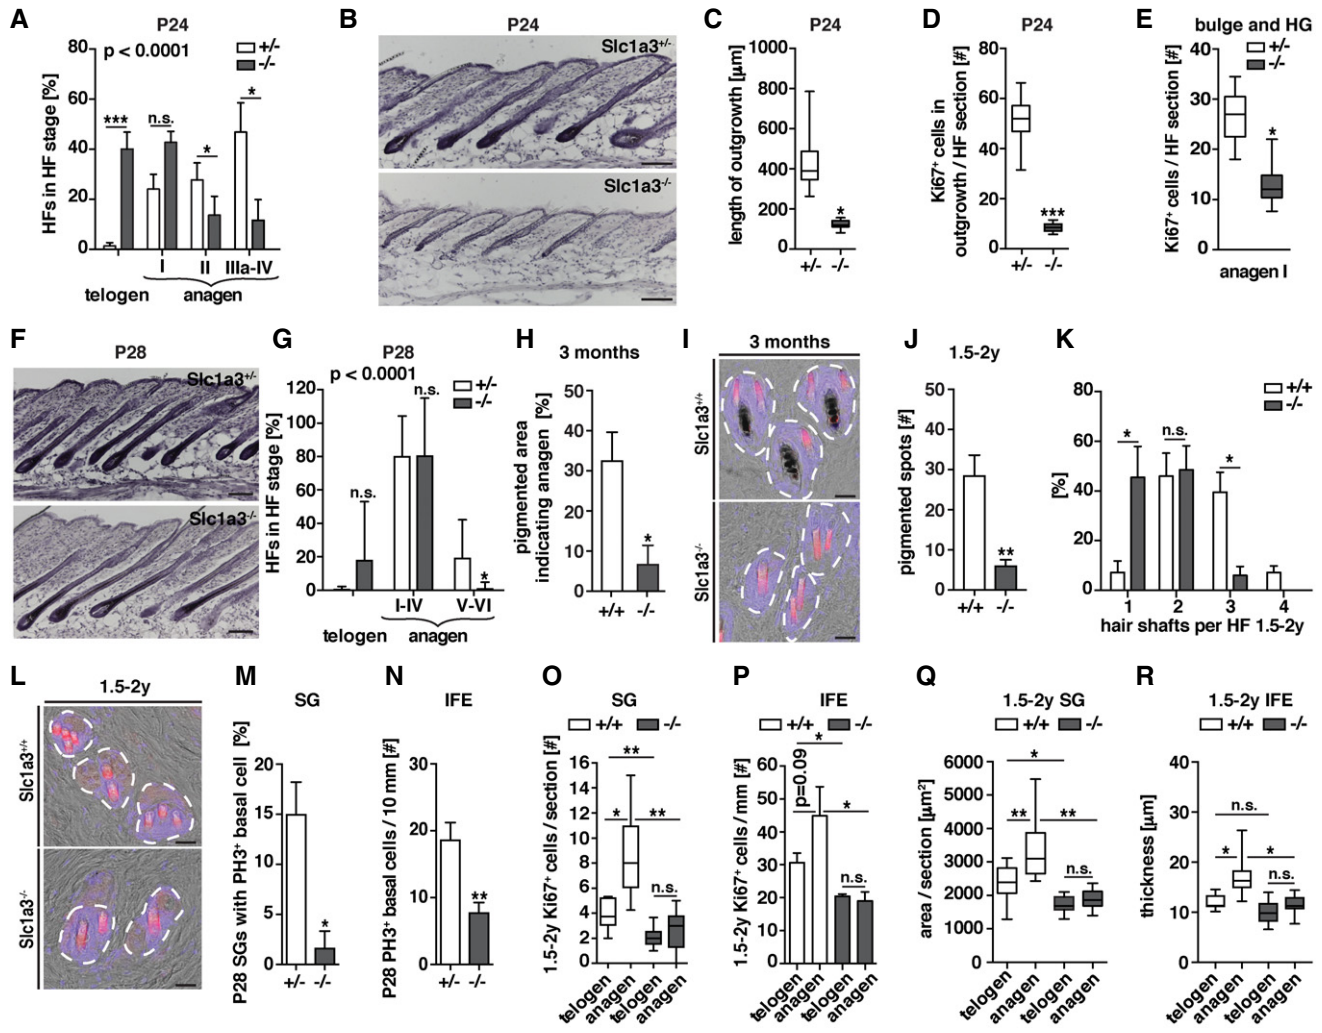 A
P24
p < 0.0001
+/-
-/-
HFs in HF stage [%]
80
60
40
20
0
***
n.s.
*
*
I
II
IIIa-IV
telogen
anagen
B
P24
Slc1a3+/-
Slc1a3-/-
C
P24
length of outgrowth [µm]
1000
800
600
400
200
0
*
+/-
-/-
D
P24
Ki67+ cells in
outgrowth / HF section [#]
80
60
40
20
0
***
+/-
-/-
E
bulge and HG
+/-
-/-
Ki67+ cells / HF section [#]
40
30
20
10
0
*
anagen I
F
P28
Slc1a3+/-
Slc1a3-/-
G
P28
p < 0.0001
+/-
-/-
HFs in HF stage [%]
120
100
80
60
40
20
0
n.s.
n.s.
*
I-IV
V-VI
telogen
anagen
H
3 months
pigmented area
indicating anagen [%]
50
40
30
20
10
0
*
+/+
-/-
I
3 months
Slc1a3+/+
Slc1a3-/-
J
1.5-2y
pigmented spots [#]
50
40
30
20
10
0
**
+/+
-/-
K
+/+
-/-
[%]
80
60
40
20
0
*
n.s.
*
1
2
3
4
hair shafts per HF 1.5-2y
L
1.5-2y
Slc1a3+/+
Slc1a3-/-
M
SG
P28 SGs with PH3+ basal cell [%]
20
15
10
5
0
*
+/-
-/-
N
IFE
P28 PH3+ basal cells / 10 mm [#]
30
20
10
0
**
+/-
-/-
O
SG
+/+
-/-
1.5-2y Ki67+ cells / section [#]
16
14
12
10
8
6
4
2
0
**
*
**
n.s.
telogen
anagen
telogen
anagen
P
IFE
+/+
-/-
1.5-2y Ki67+ cells / mm [#]
60
50
40
30
20
10
0
*
p=0.09
*
n.s.
telogen
anagen
telogen
anagen
Q
1.5-2y SG
+/+
-/-
area / section [µm²]
6000
5000
4000
3000
2000
1000
0
*
**
**
n.s.
telogen
anagen
telogen
anagen
R
1.5-2y IFE
+/+
-/-
thickness [µm]
40
30
20
10
0
n.s.
*
*
n.s.
telogen
anagen
telogen
anagen